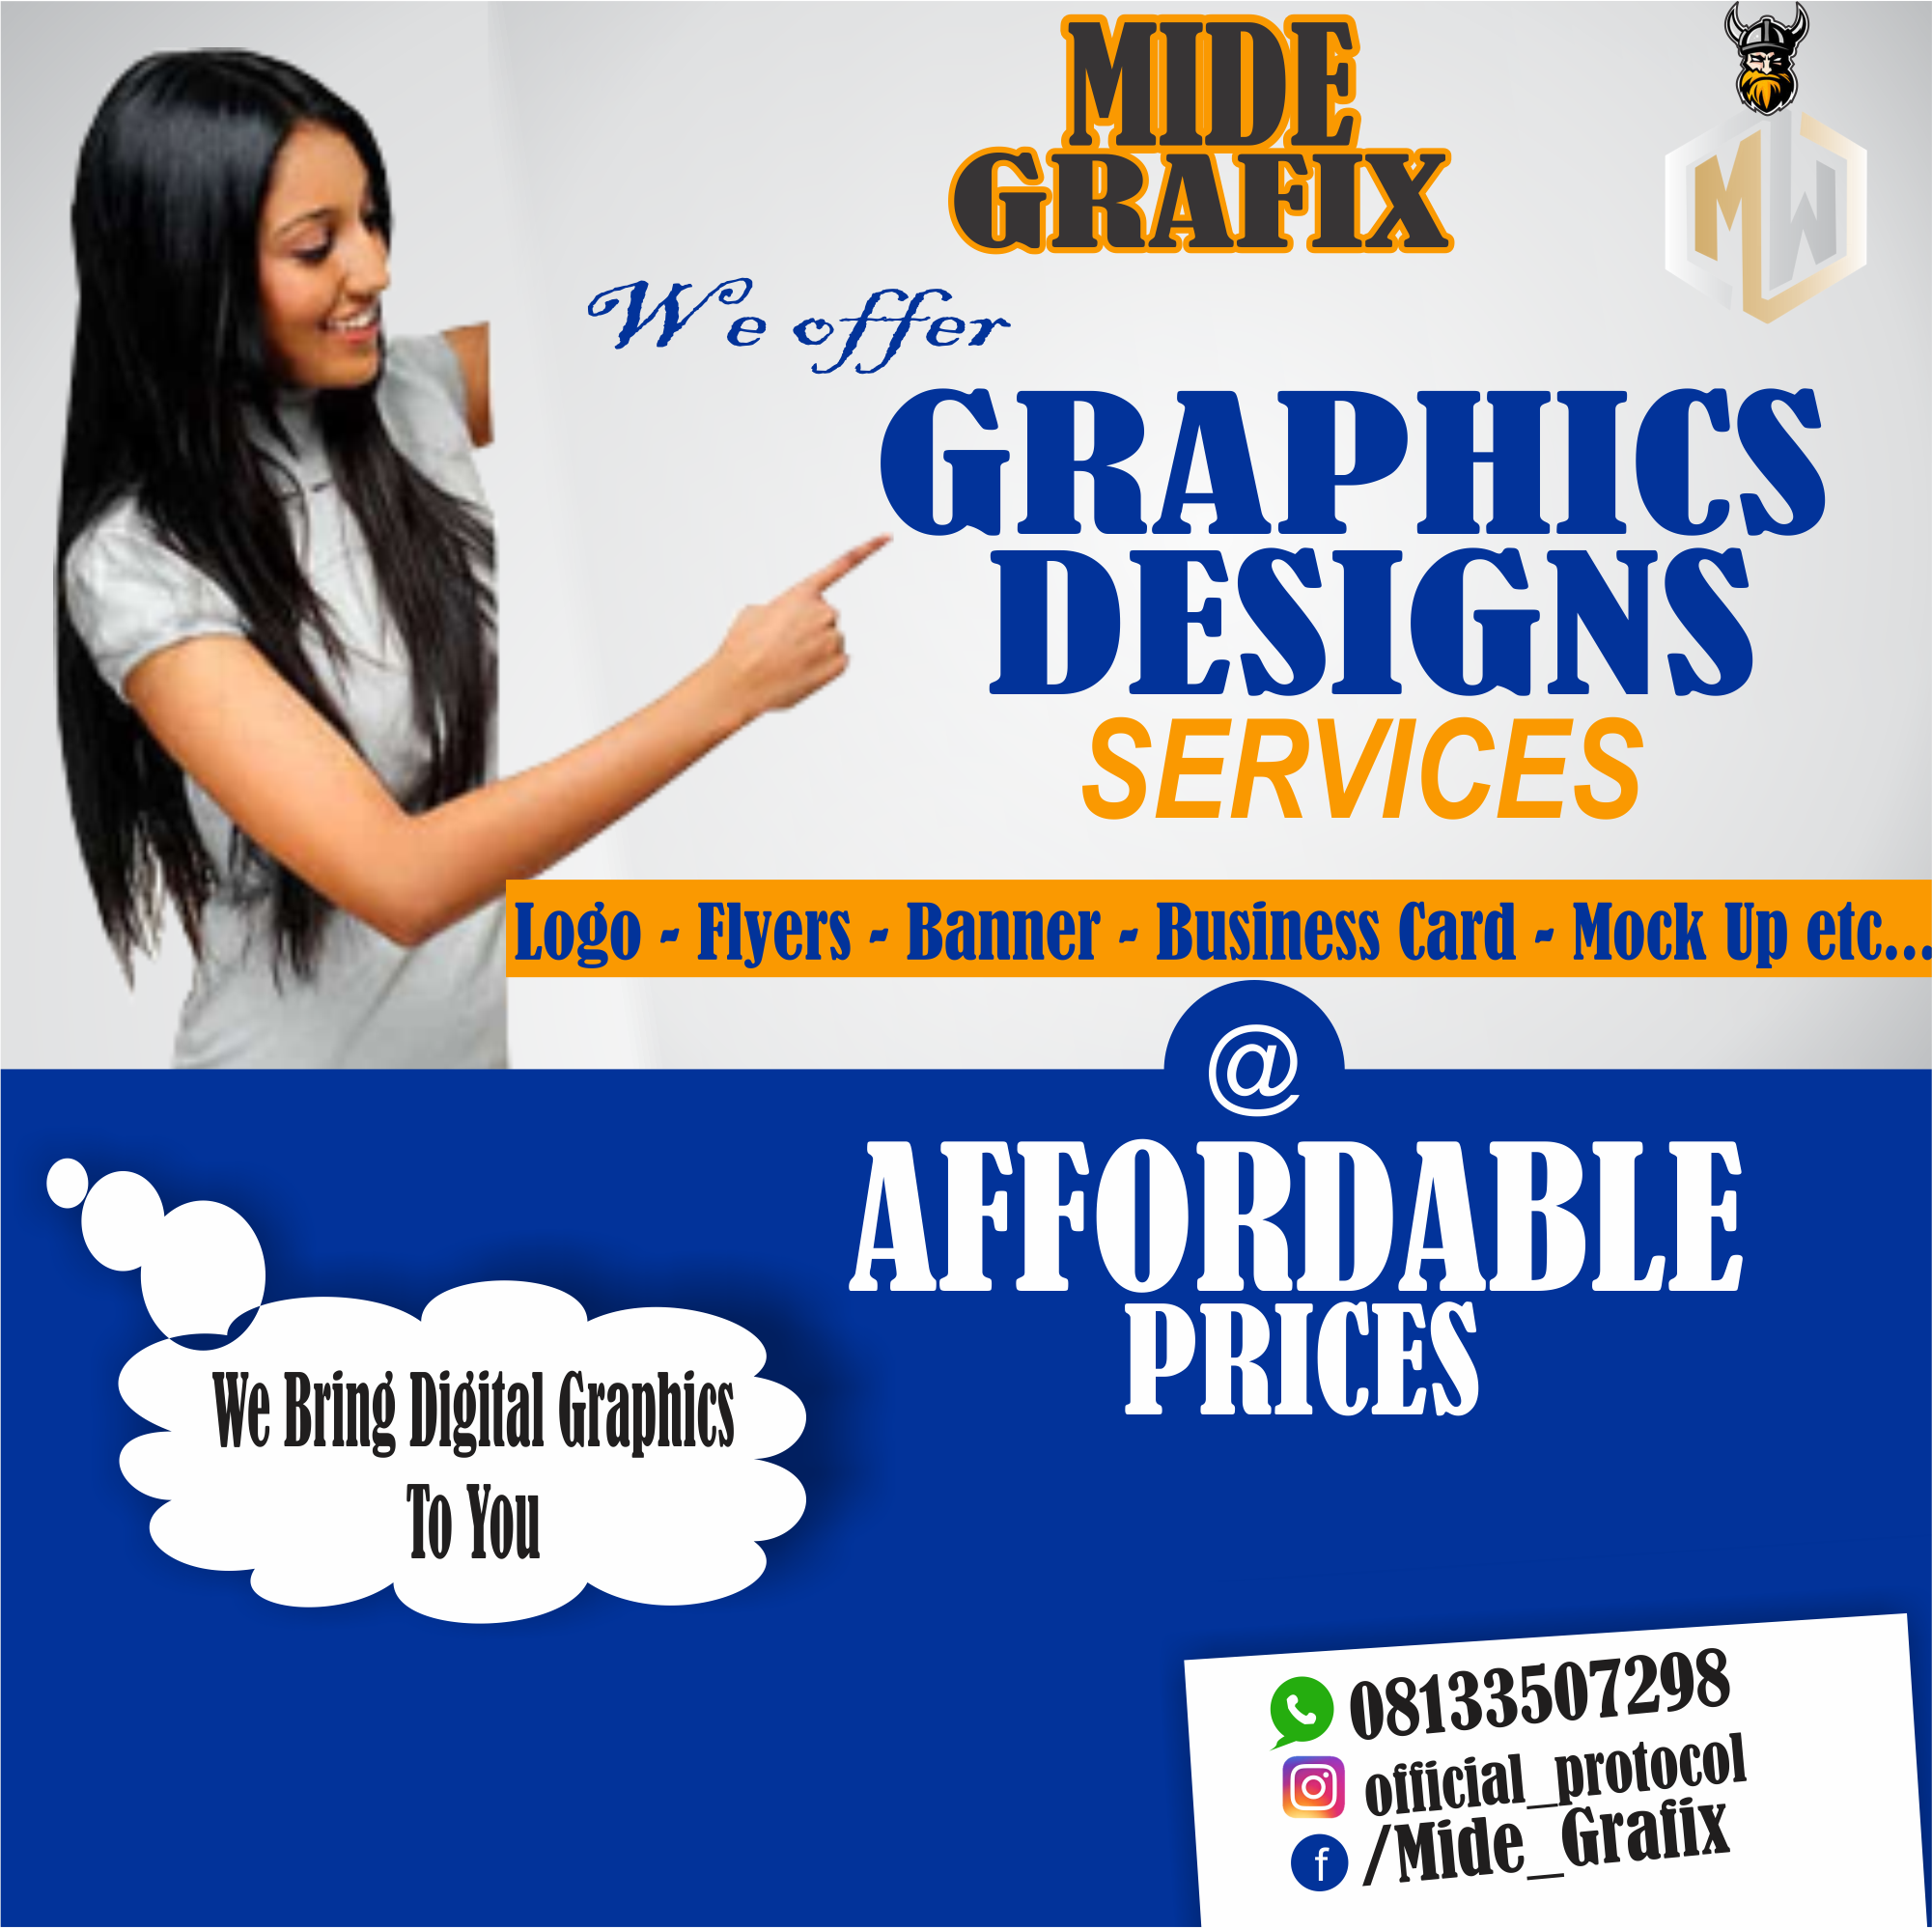 MIDE
GRAFIX
MW
We offer
GRAPHICS
DESIGNS
SERVICES
Logo - Flyers - Banner - Business Card - Mock Up etc...
@
AFFORDABLE
PRICES
We Bring Digital Graphics
To You
08133507298
official_protocol
f /Mide_Grafix